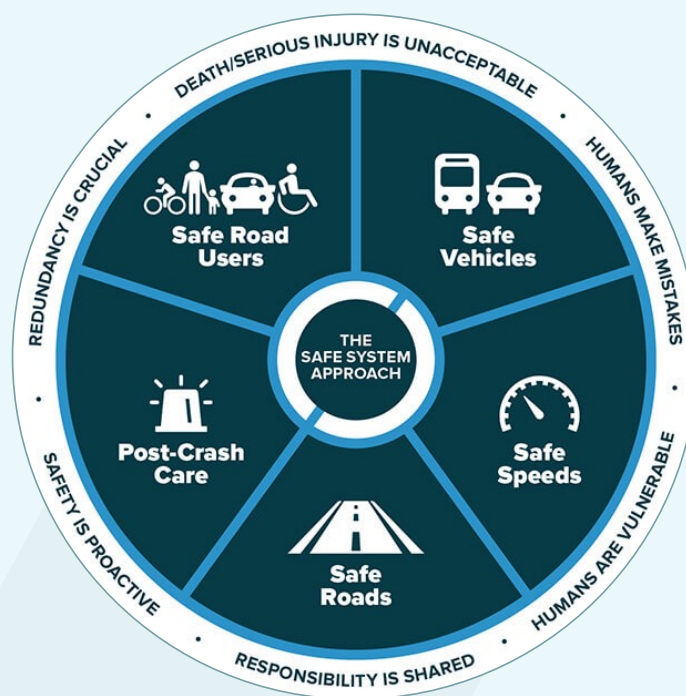 DEATH/SERIOUS INJURY IS UNACCEPTABLE
HUMANS MAKE MISTAKES
HUMANS ARE VULNERABLE
RESPONSIBILITY IS SHARED
SAFETY IS PROACTIVE
REDUNDANCY IS CRUCIAL
Safe Road
Users
Safe
Vehicles
THE
SAFE SYSTEM
APPROACH
Safe
Speeds
Safe
Roads
Post-Crash
Care